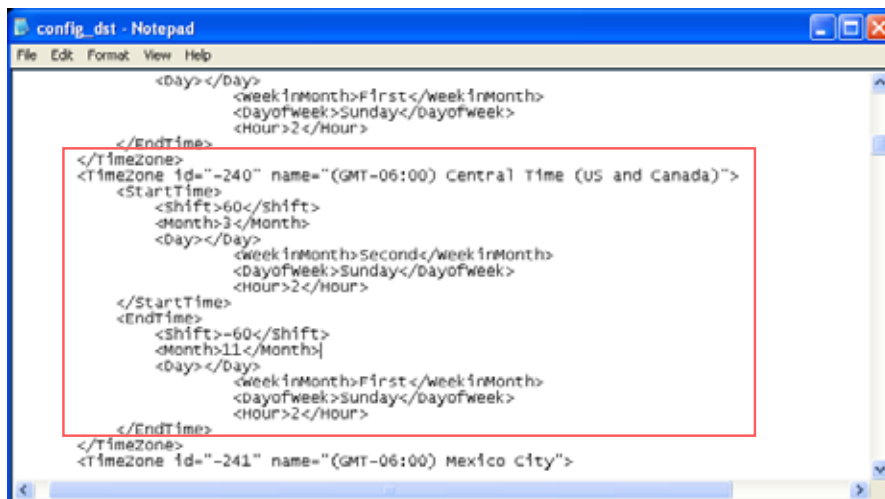 config_dst - Notepad
File Edit Format View Help
<Day></Day>
<WeekinMonth>First</WeekinMonth>
<DayofWeek>Sunday</DayofWeek>
<Hour>2</Hour>
</EndTime>
</TimeZone>
<TimeZone id="-240" name="(GMT-06:00) Central Time (US and Canada)">
<StartTime>
<Shift>60</Shift>
<Month>3</Month>
<Day></Day>
<WeekinMonth>Second</WeekinMonth>
<DayofWeek>Sunday</DayofWeek>
<Hour>2</Hour>
</StartTime>
<EndTime>
<Shift>-60</Shift>
<Month>11</Month>
<Day></Day>
<WeekinMonth>First</WeekinMonth>
<DayofWeek>Sunday</DayofWeek>
<Hour>2</Hour>
</EndTime>
</TimeZone>
<TimeZone id="-241" name="(GMT-06:00) Mexico City">